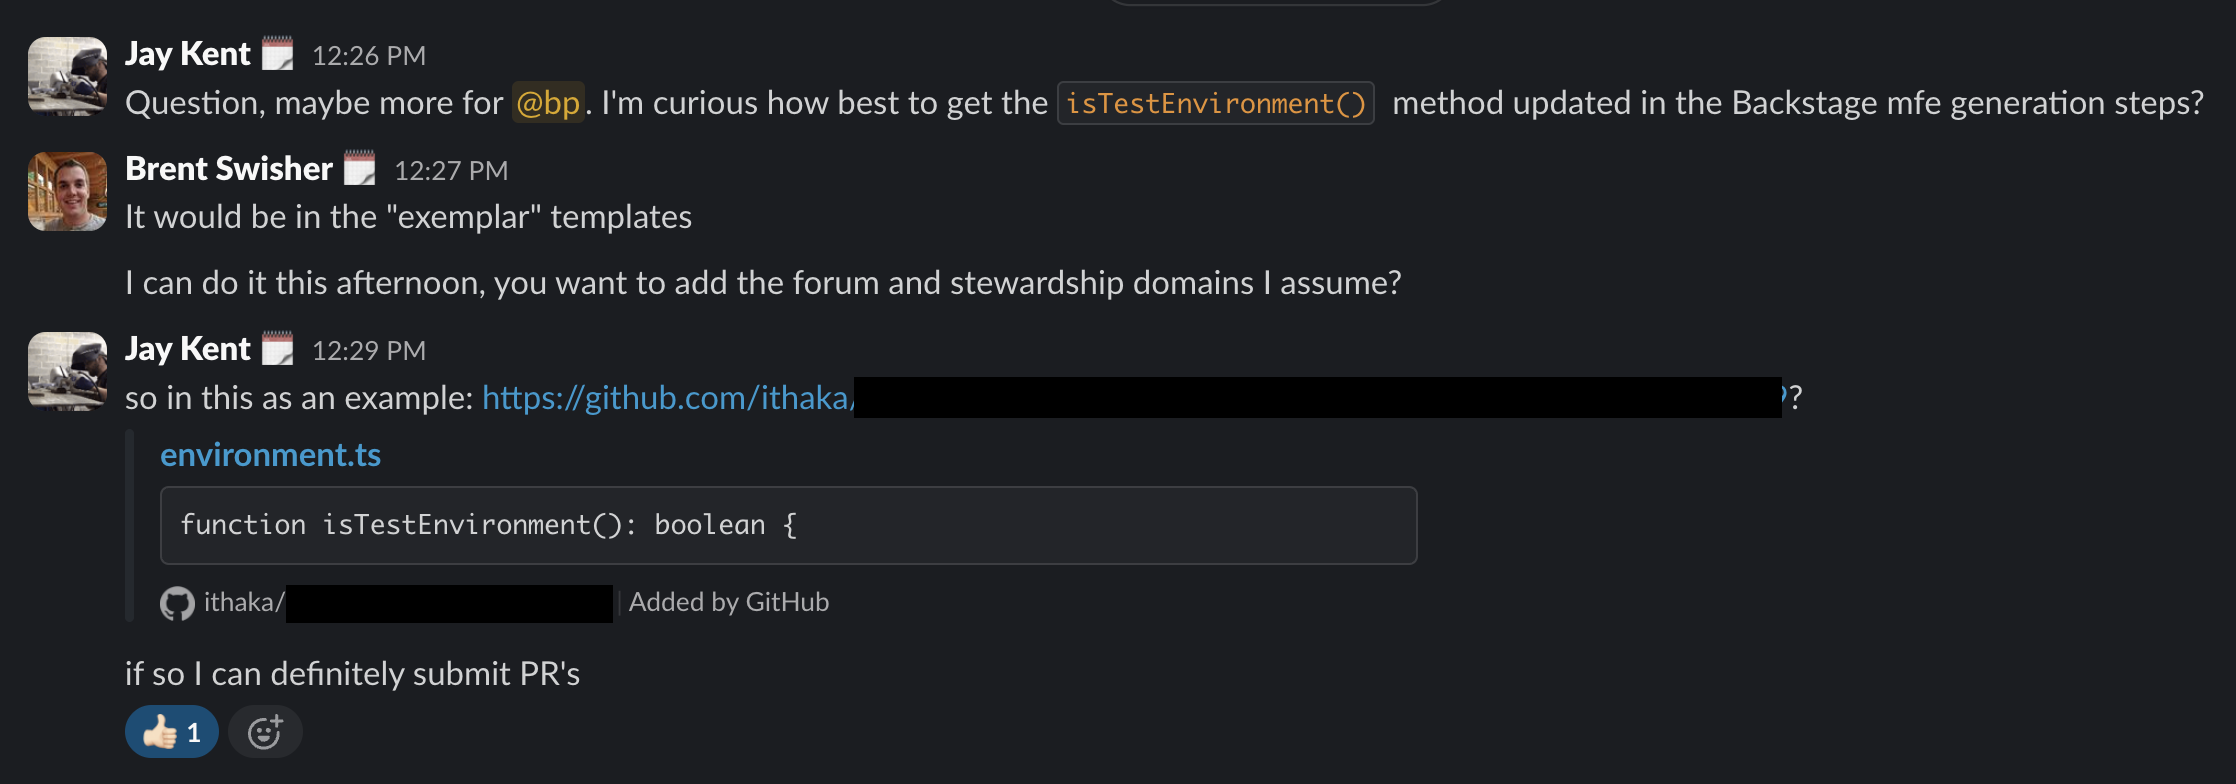 Jay Kent 12:26 PM
Question, maybe more for @bp. I'm curious how best to get the isTestEnvironment() method updated in the Backstage mfe generation steps?
Brent Swisher 12:27 PM
It would be in the "exemplar" templates
I can do it this afternoon, you want to add the forum and stewardship domains I assume?
Jay Kent 12:29 PM
so in this as an example: https://github.com/ithaka/ ?
environment.ts
function isTestEnvironment(): boolean {
ithaka/ | Added by GitHub
if so I can definitely submit PR's
1